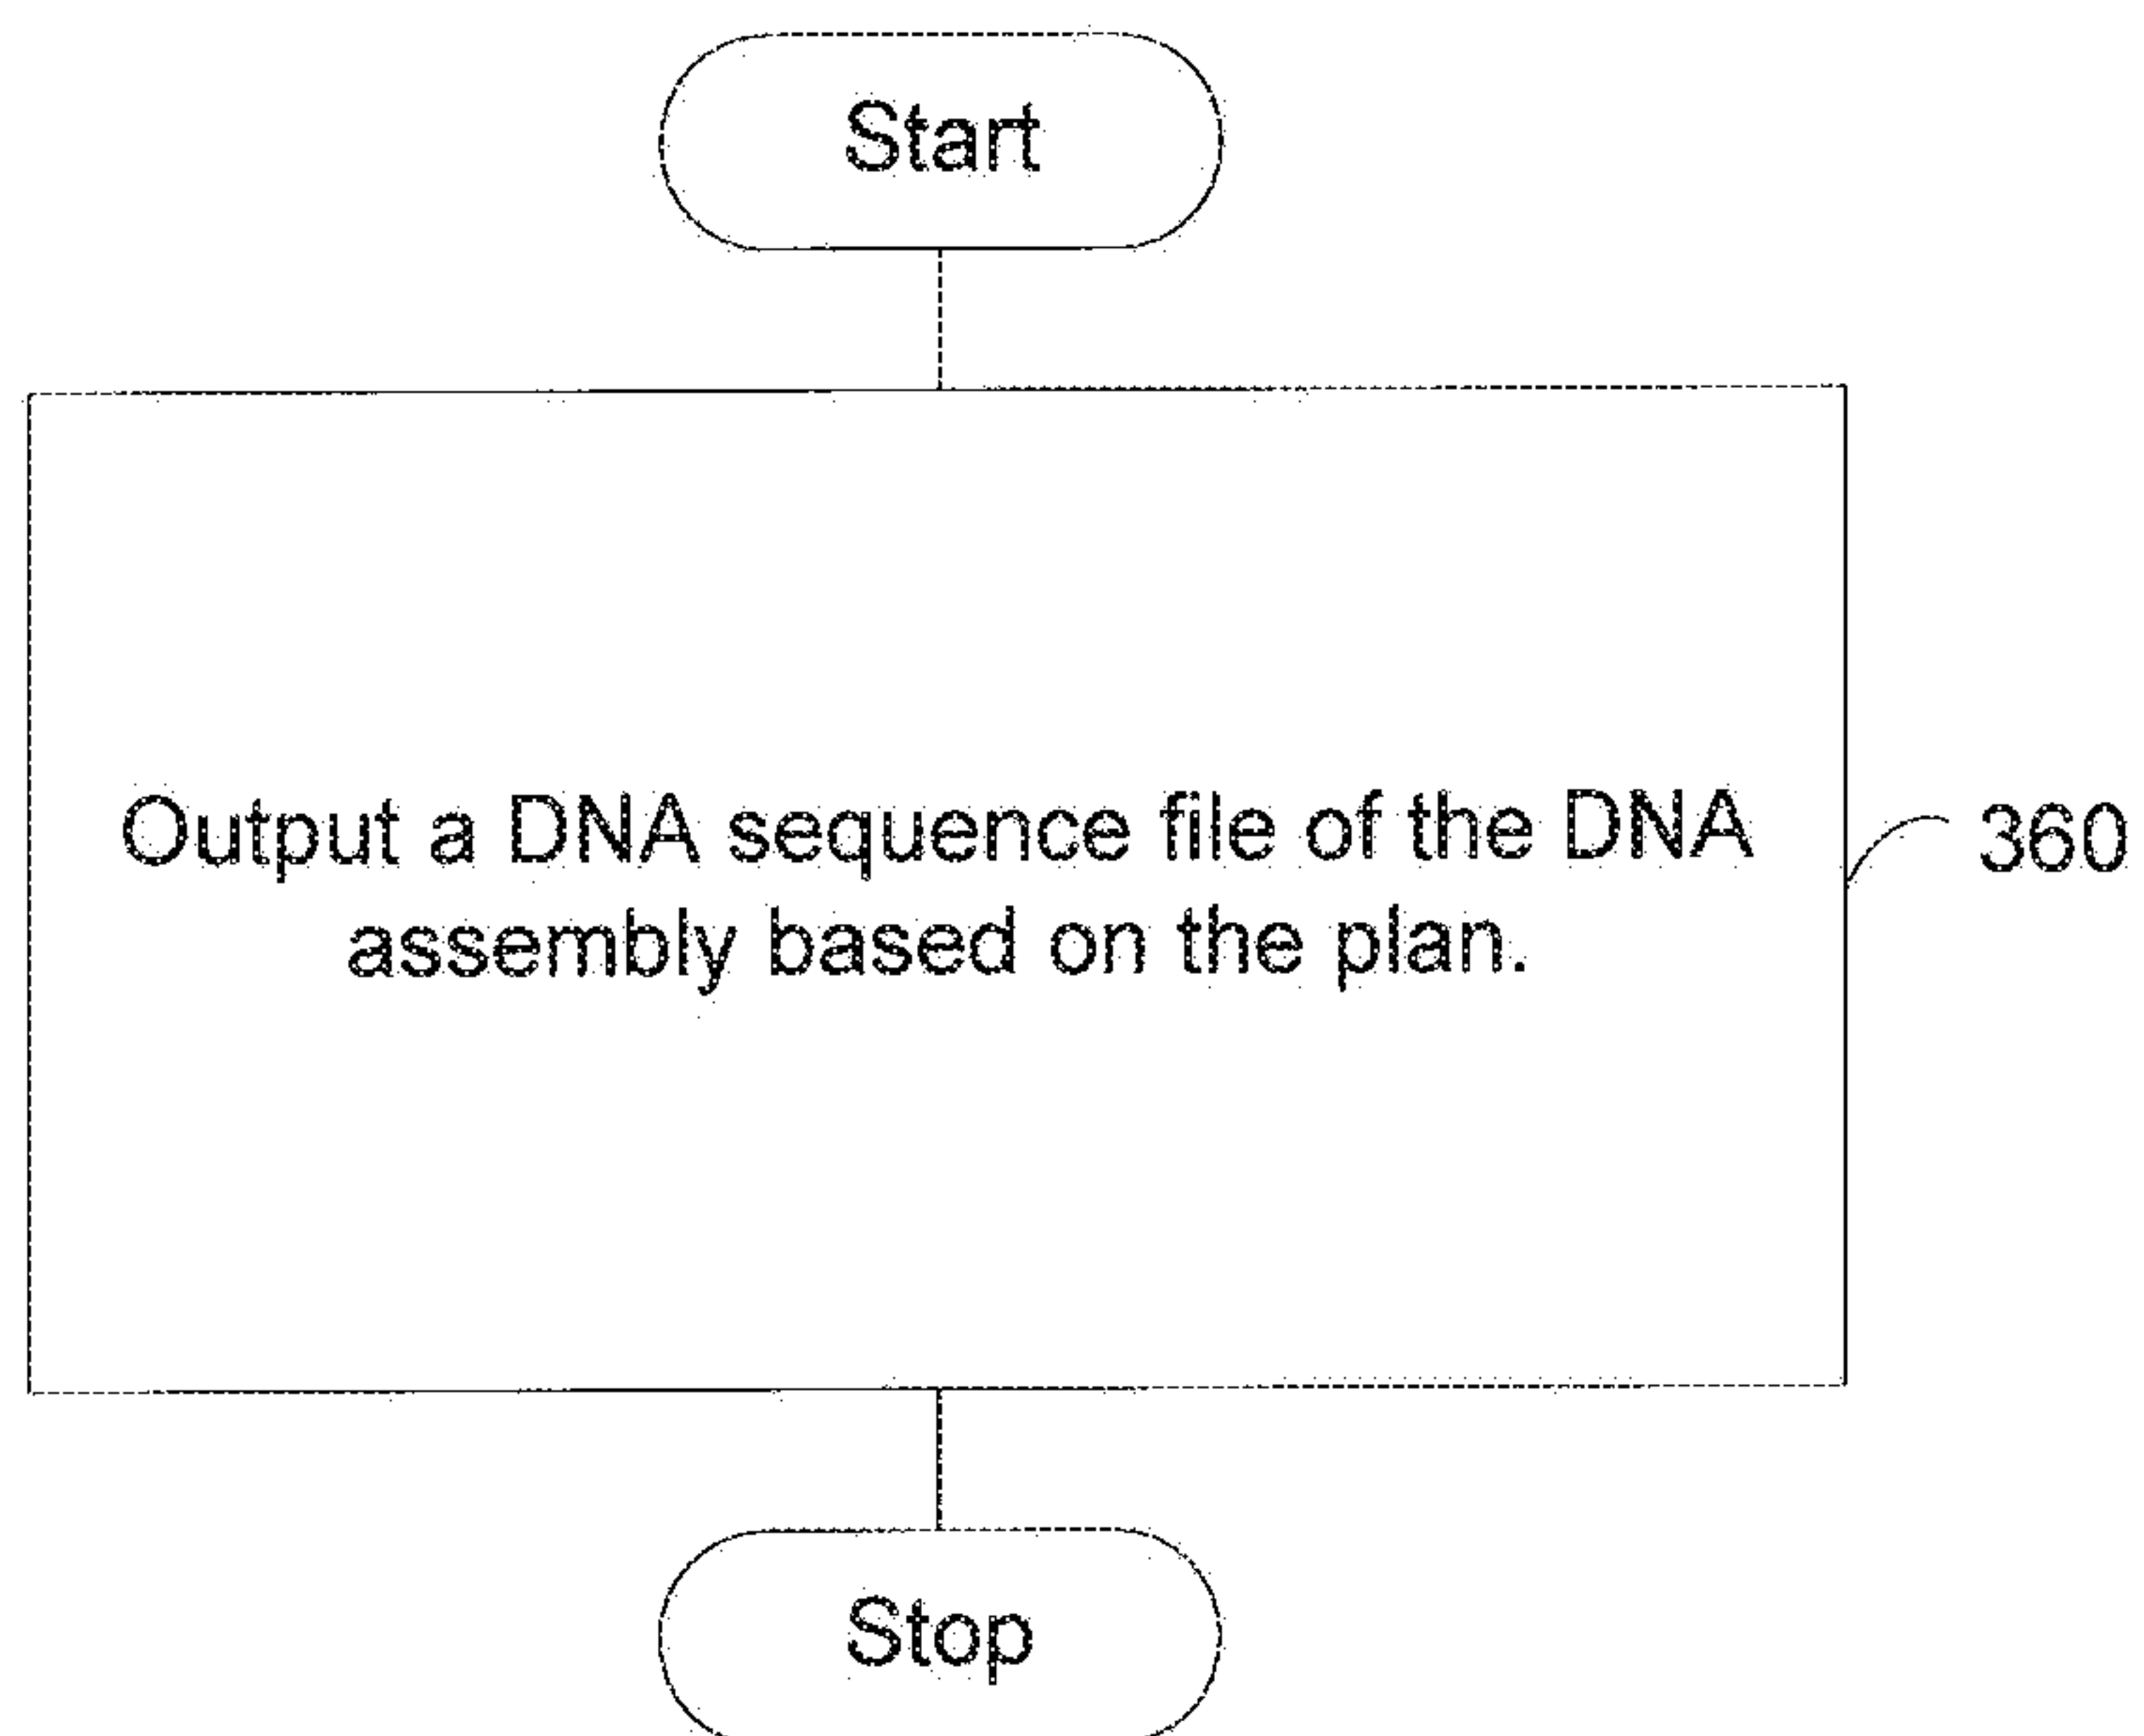 Start
Output a DNA sequence file of the DNA
assembly based on the plan.
360
Stop